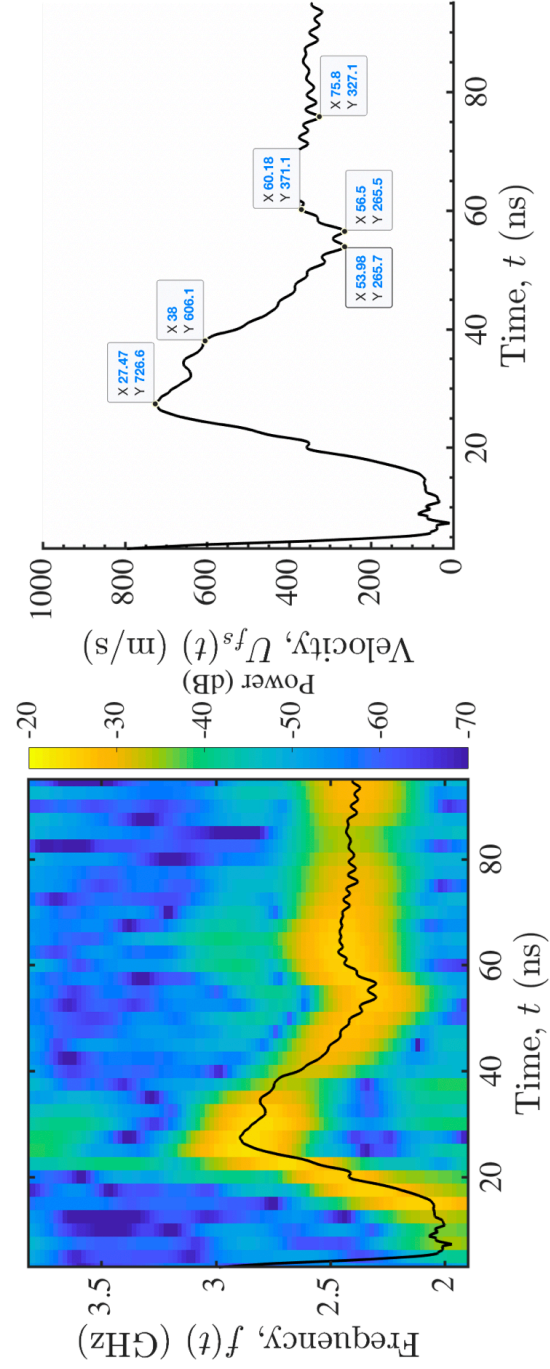 Frequency, f(t) (GHz)
3.5
3
2.5
2
20
40
60
80
Time, t (ns)
Power (dB)
-20
-30
-40
-50
-60
-70
Velocity, U_fs(t) (m/s)
1000
800
600
400
200
0
20
40
60
80
Time, t (ns)
X 27.47
Y 726.6
X 38
Y 606.1
X 53.98
Y 265.7
X 56.5
Y 265.5
X 60.18
Y 371.1
X 75.8
Y 327.1